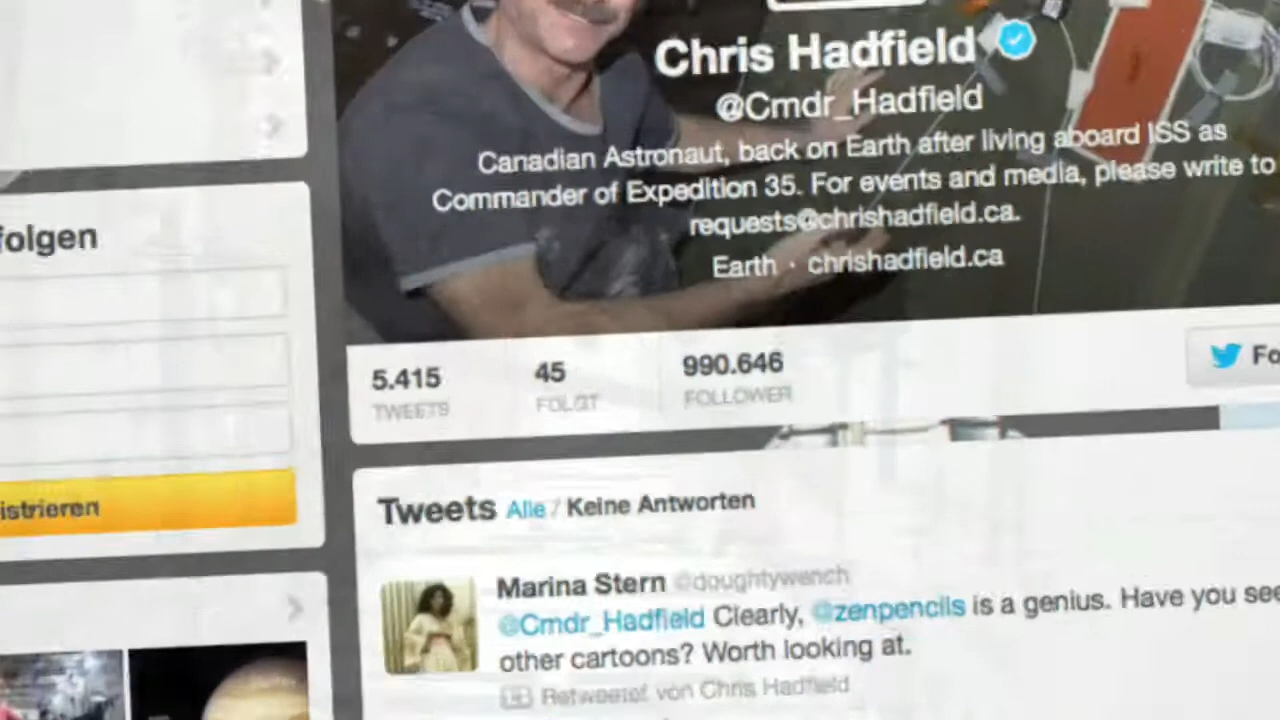 Chris Hadfield
@Cmdr_Hadfield
Canadian Astronaut, back on Earth after living aboard ISS as
Commander of Expedition 35. For events and media, please write to
requests@chrishadfield.ca.
Earth · chrishadfield.ca
folgen
5.415
TWEETS
45
FOLGT
990.646
FOLLOWER
Fo
istrieren
Tweets Alle / Keine Antworten
Marina Stern @doughtywench
@Cmdr_Hadfield Clearly, @zenpencils is a genius. Have you see
other cartoons? Worth looking at.
Retweetet von Chris Hadfield